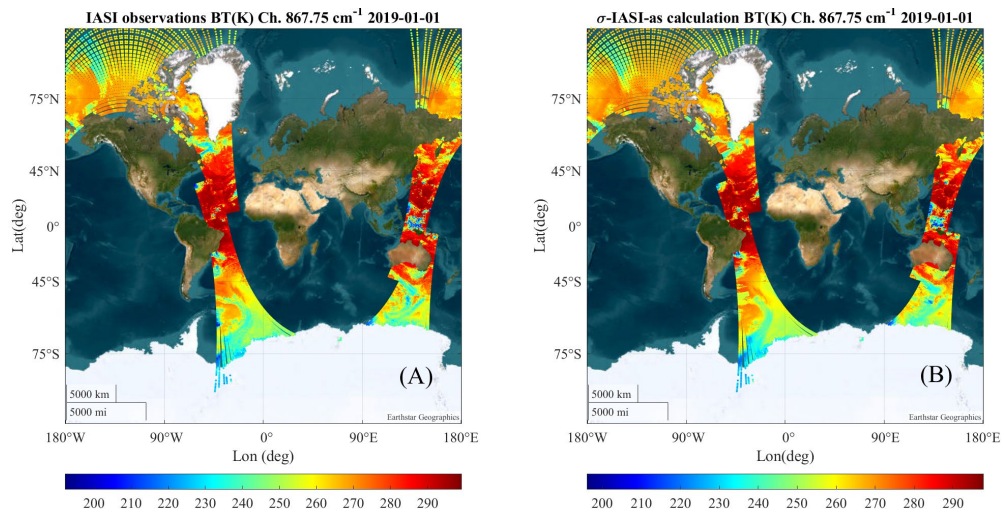 IASI observations BT(K) Ch. 867.75 cm⁻¹ 2019-01-01
75°N
45°N
0°
45°S
75°S
Lat(deg)
(A)
5000 km
5000 mi
Earthstar Geographics
180°W
90°W
0°
90°E
180°E
Lon (deg)
200
210
220
230
240
250
260
270
280
290
σ-IASI-as calculation BT(K) Ch. 867.75 cm⁻¹ 2019-01-01
75°N
45°N
0°
45°S
75°S
Lat(deg)
(B)
5000 km
5000 mi
Earthstar Geographics
180°W
90°W
0°
90°E
180°E
Lon(deg)
200
210
220
230
240
250
260
270
280
290